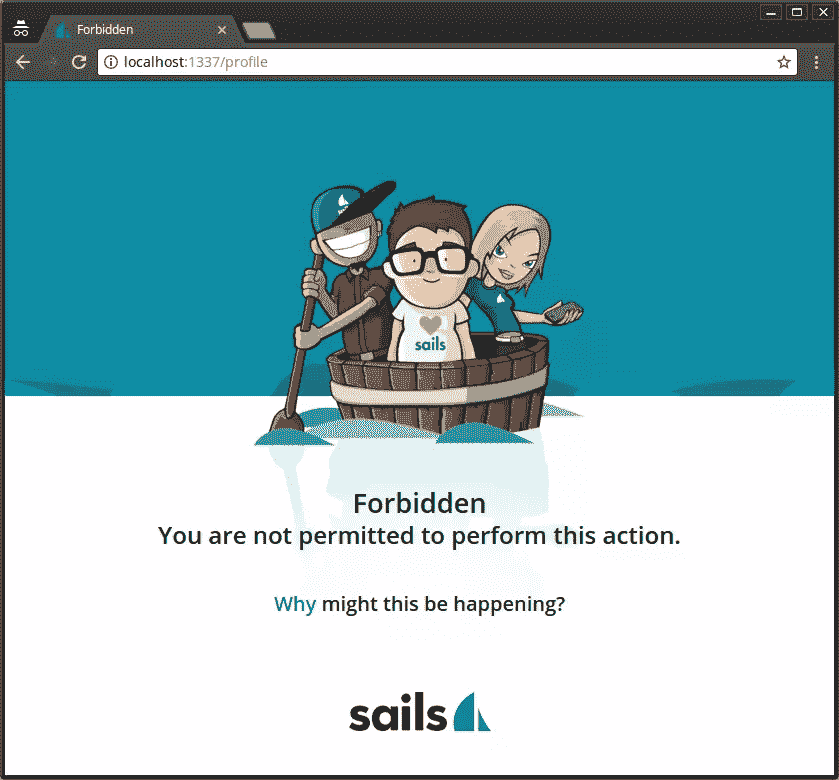 Forbidden
localhost:1337/profile
sails
Forbidden
You are not permitted to perform this action.
Why might this be happening?
sails